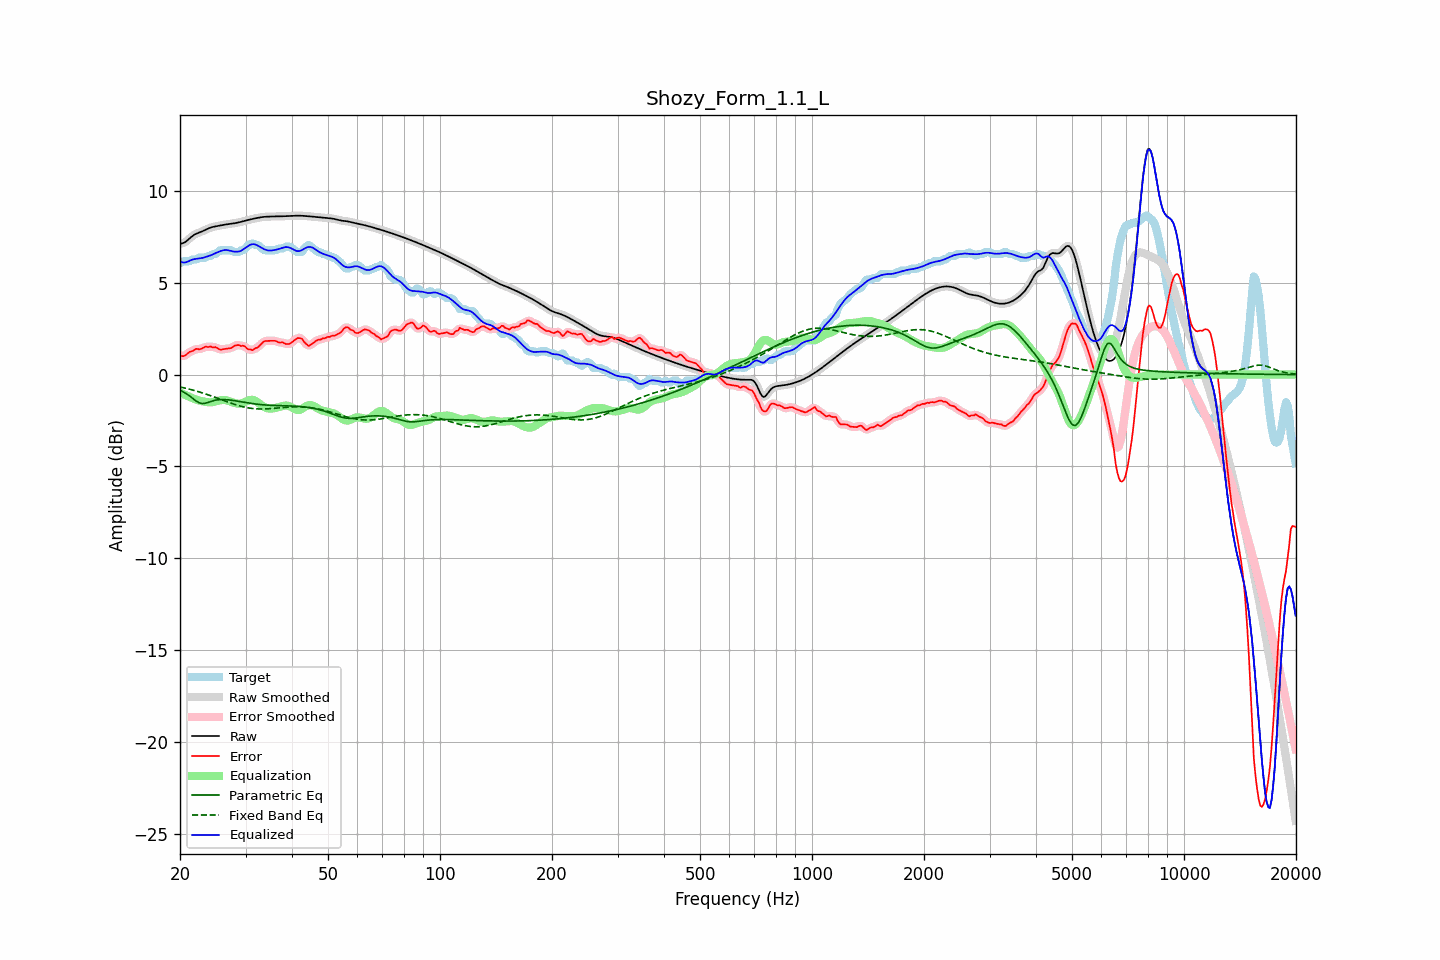 Shozy_Form_1.1_L
Amplitude (dBr)
10
5
0
−5
−10
−15
−20
−25
Target
Raw Smoothed
Error Smoothed
Raw
Error
Equalization
Parametric Eq
Fixed Band Eq
Equalized
20 50 100 200 500 1000 2000 5000 10000 20000
Frequency (Hz)